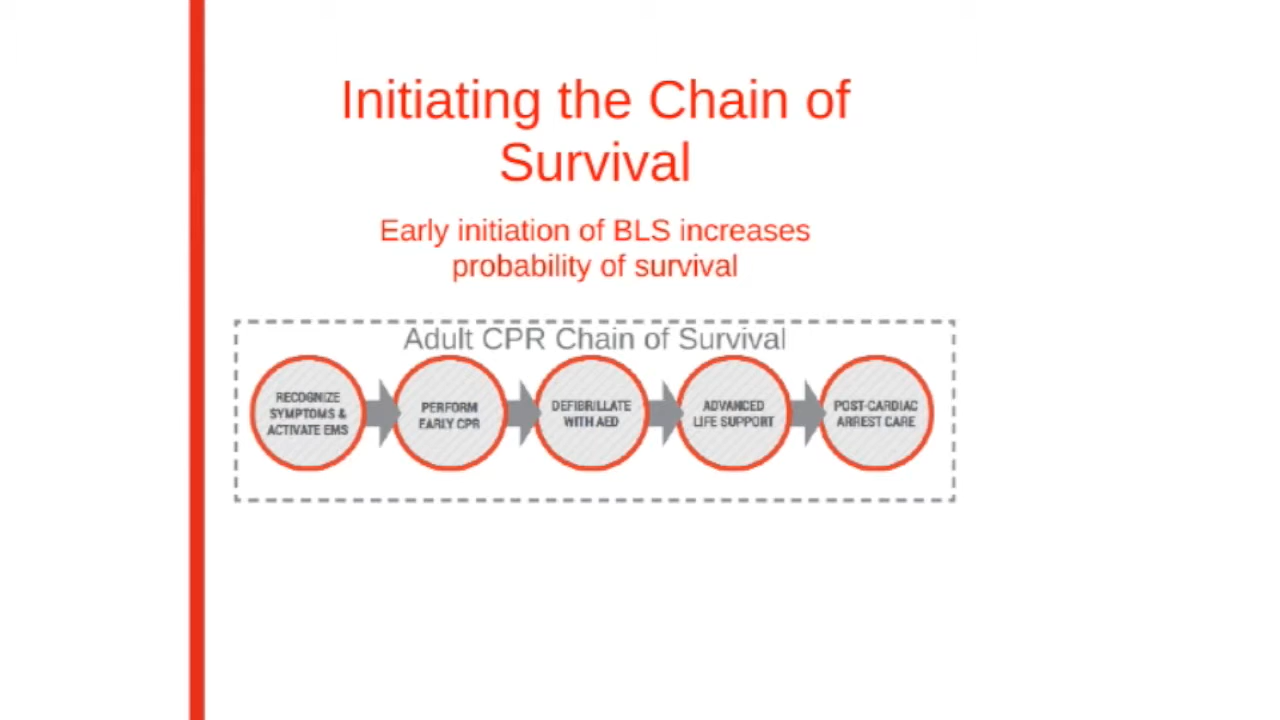 Initiating the Chain of
Survival
Early initiation of BLS increases
probability of survival
Adult CPR Chain of Survival
RECOGNIZE
SYMPTOMS &
ACTIVATE EMS
PERFORM
EARLY CPR
DEFIBRILLATE
WITH AED
ADVANCED
LIFE SUPPORT
POST-CARDIAC
ARREST CARE